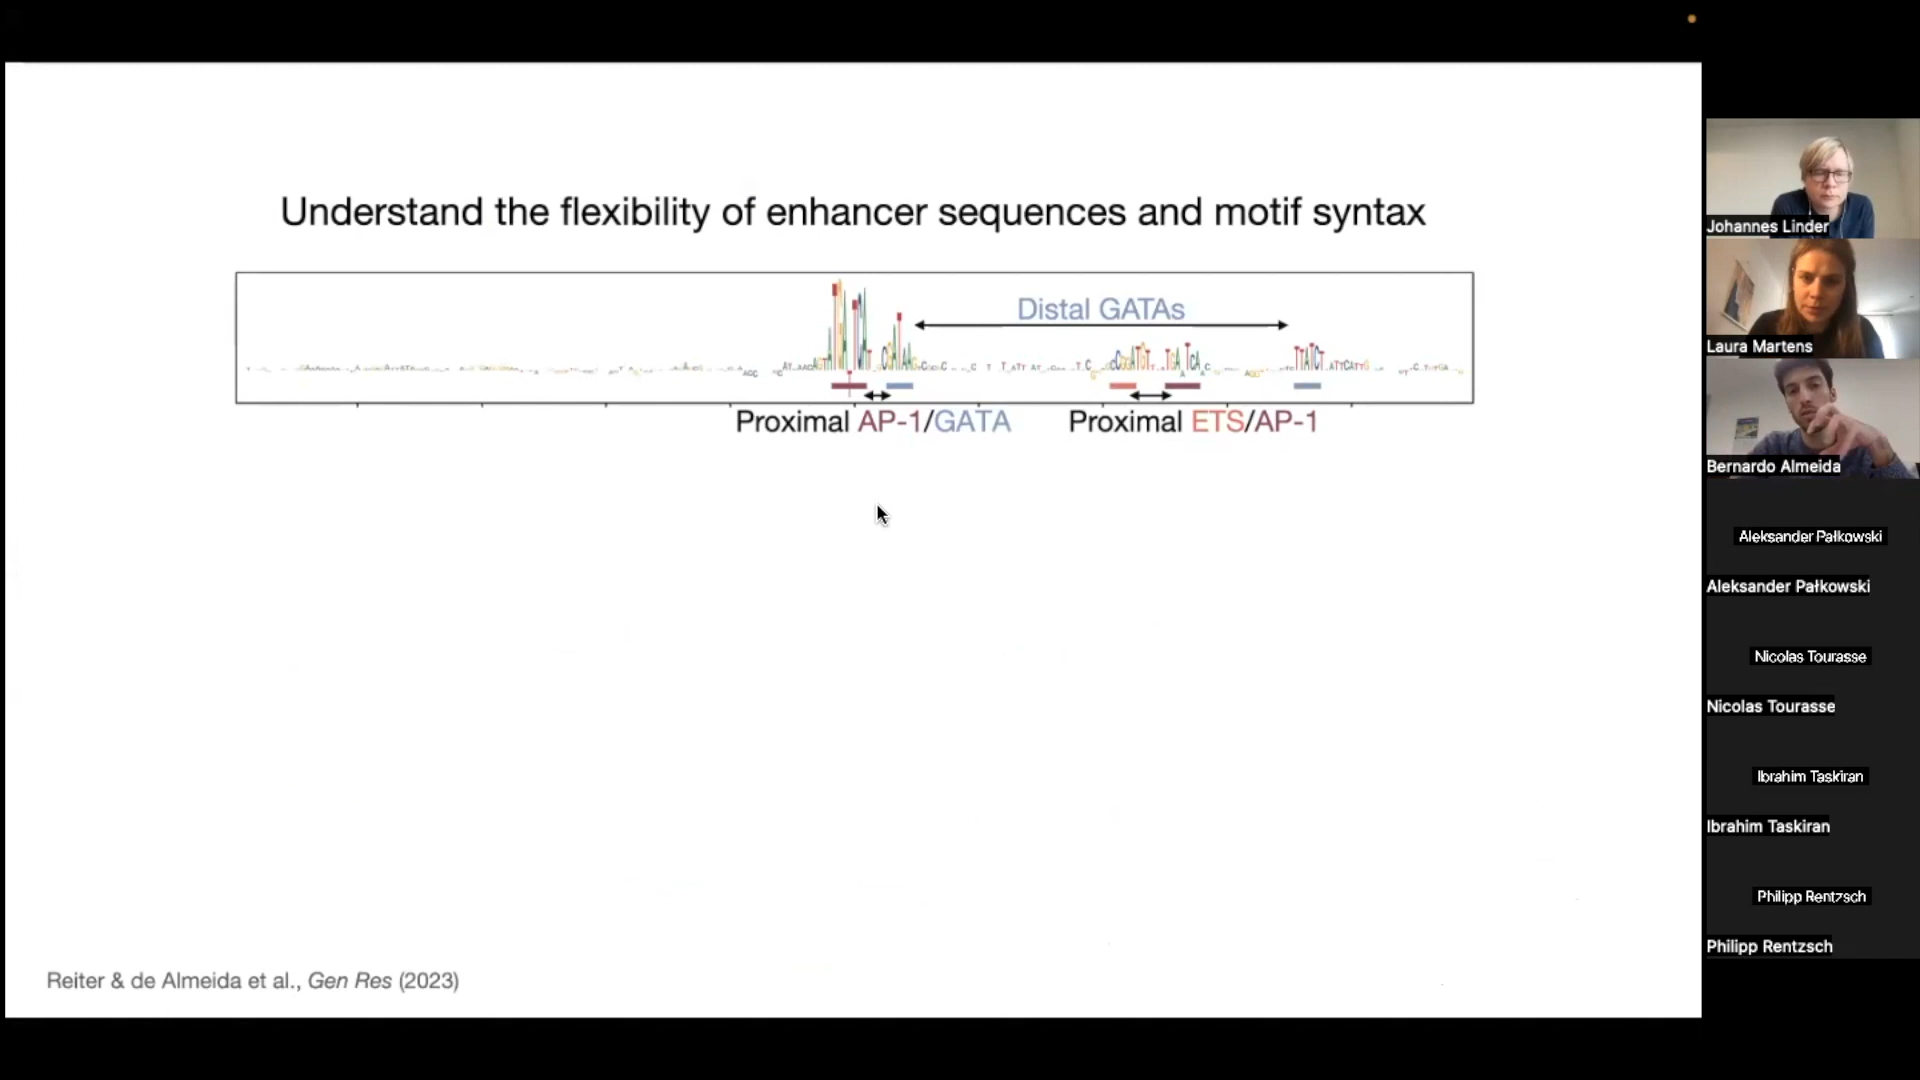 Understand the flexibility of enhancer sequences and motif syntax
Distal GATAs
Proximal AP-1/GATA
Proximal ETS/AP-1
Reiter & de Almeida et al., Gen Res (2023)
Johannes Linder
Laura Martens
Bernardo Almeida
Aleksander Pałkowski
Aleksander Pałkowski
Nicolas Tourasse
Nicolas Tourasse
Ibrahim Taskiran
Ibrahim Taskiran
Philipp Rentzsch
Philipp Rentzsch